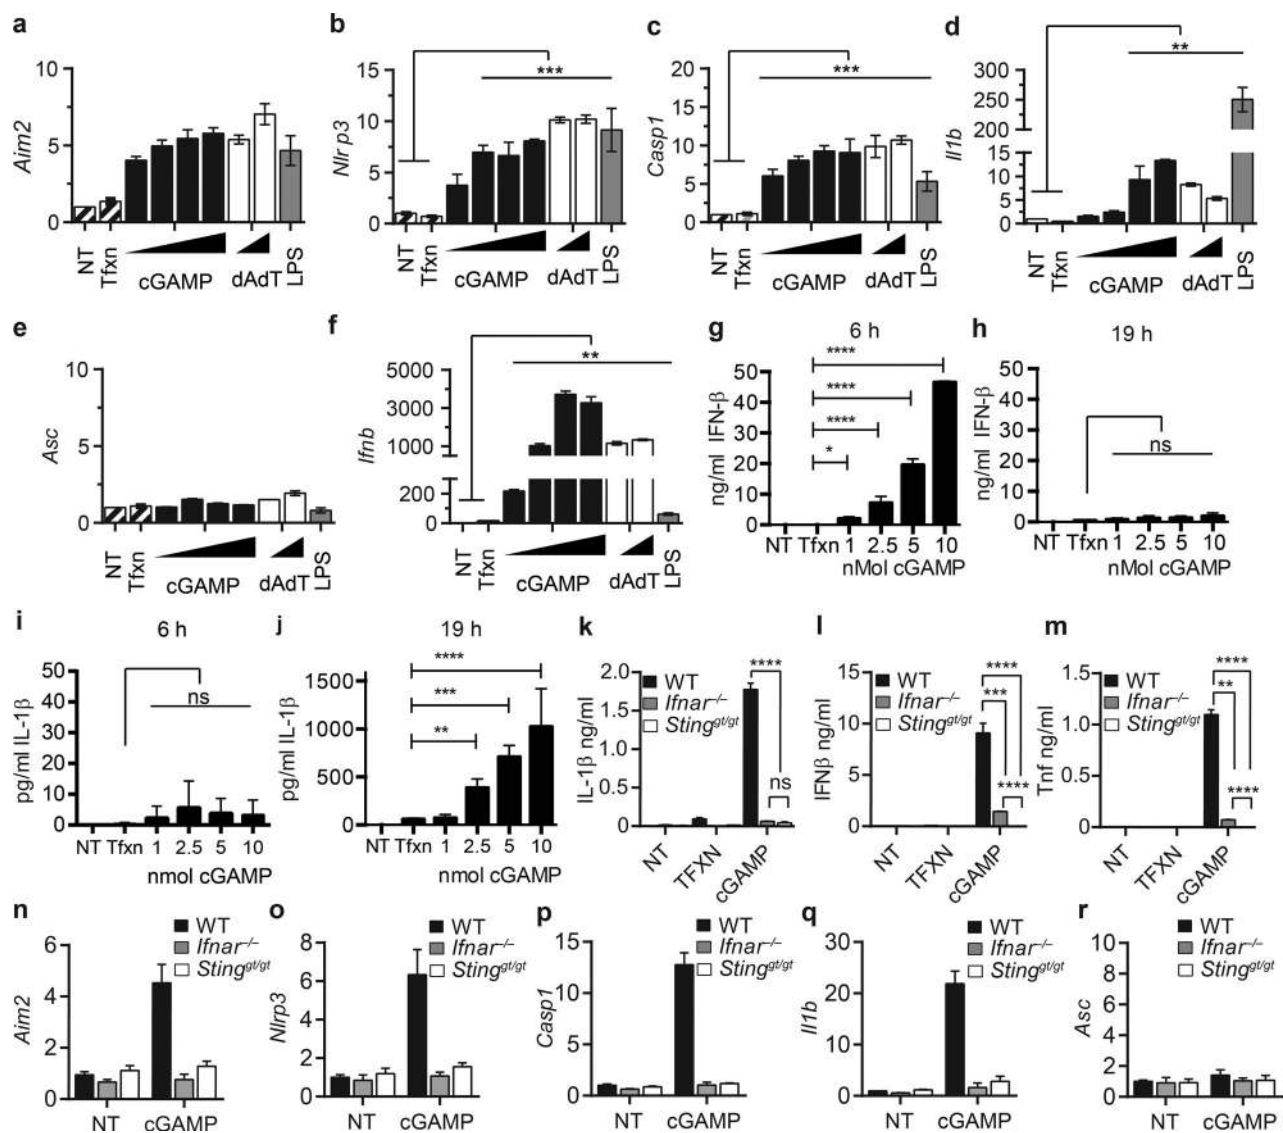 a
10
5
0
Aim2
NT
Tfxn
cGAMP
dAdT
LPS
b
***
15
10
5
0
Nlr p3
NT
Tfxn
cGAMP
dAdT
LPS
c
***
20
15
10
5
0
Casp1
NT
Tfxn
cGAMP
dAdT
LPS
d
**
300
250
200
15
10
5
0
Il1b
NT
Tfxn
cGAMP
dAdT
LPS
e
10
5
0
Asc
NT
Tfxn
cGAMP
dAdT
LPS
f
**
5000
3000
1000
200
0
Ifnb
NT
Tfxn
cGAMP
dAdT
LPS
g
6 h
****
****
****
*
50
40
30
20
10
0
ng/ml IFN-β
NT Tfxn 1 2.5 5 10
nMol cGAMP
h
19 h
ns
50
40
30
20
10
0
ng/ml IFN-β
NT Tfxn 1 2.5 5 10
nMol cGAMP
i
6 h
ns
50
40
30
20
10
0
pg/ml IL-1β
NT Tfxn 1 2.5 5 10
nmol cGAMP
j
19 h
****
***
**
1500
1000
500
0
pg/ml IL-1β
NT Tfxn 1 2.5 5 10
nmol cGAMP
k
WT
Ifnar–/–
Stinggt/gt
****
ns
2.0
1.5
1.0
0.5
0
IL-1β ng/ml
NT
TFXN
cGAMP
l
WT
Ifnar–/–
Stinggt/gt
****
***
****
15
10
5
0
IFNβ ng/ml
NT
TFXN
cGAMP
m
WT
Ifnar–/–
Stinggt/gt
****
**
****
1.5
1.0
0.5
0
Tnf ng/ml
NT
TFXN
cGAMP
n
WT
Ifnar–/–
Stinggt/gt
6
4
2
0
Aim2
NT cGAMP
o
WT
Ifnar–/–
Stinggt/gt
8
6
4
2
0
Nlrp3
NT cGAMP
p
WT
Ifnar–/–
Stinggt/gt
15
12
9
6
3
0
Casp1
NT cGAMP
q
WT
Ifnar–/–
Stinggt/gt
30
20
10
0
Il1b
NT cGAMP
r
WT
Ifnar–/–
Stinggt/gt
10
8
6
4
2
0
Asc
NT cGAMP